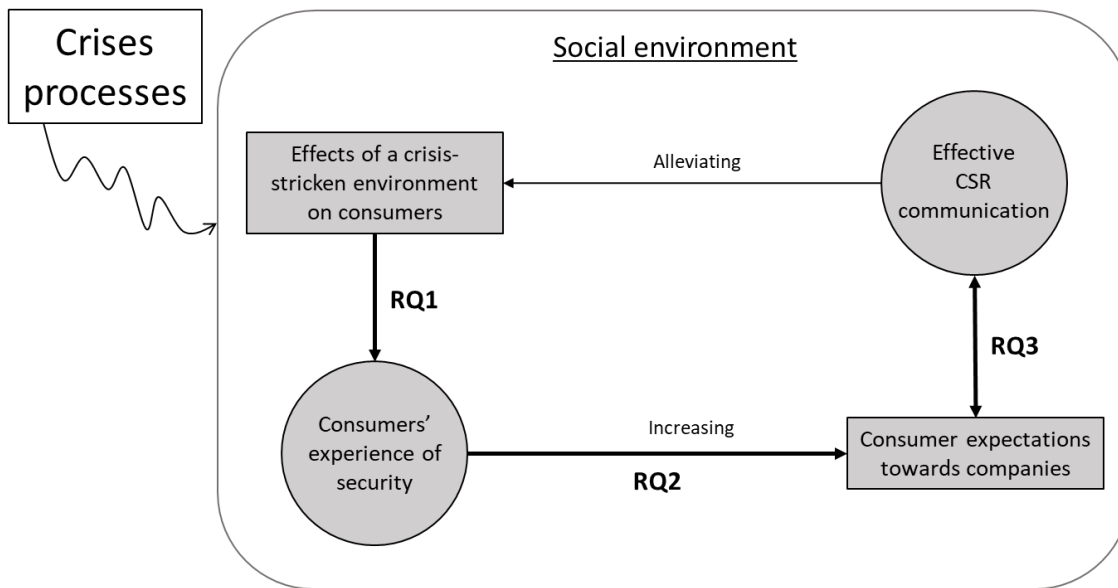 Crises
processes
Social environment
Effects of a crisis-
stricken environment
on consumers
Alleviating
Effective
CSR
communication
RQ1
RQ3
Consumers’
experience of
security
Increasing
RQ2
Consumer expectations
towards companies